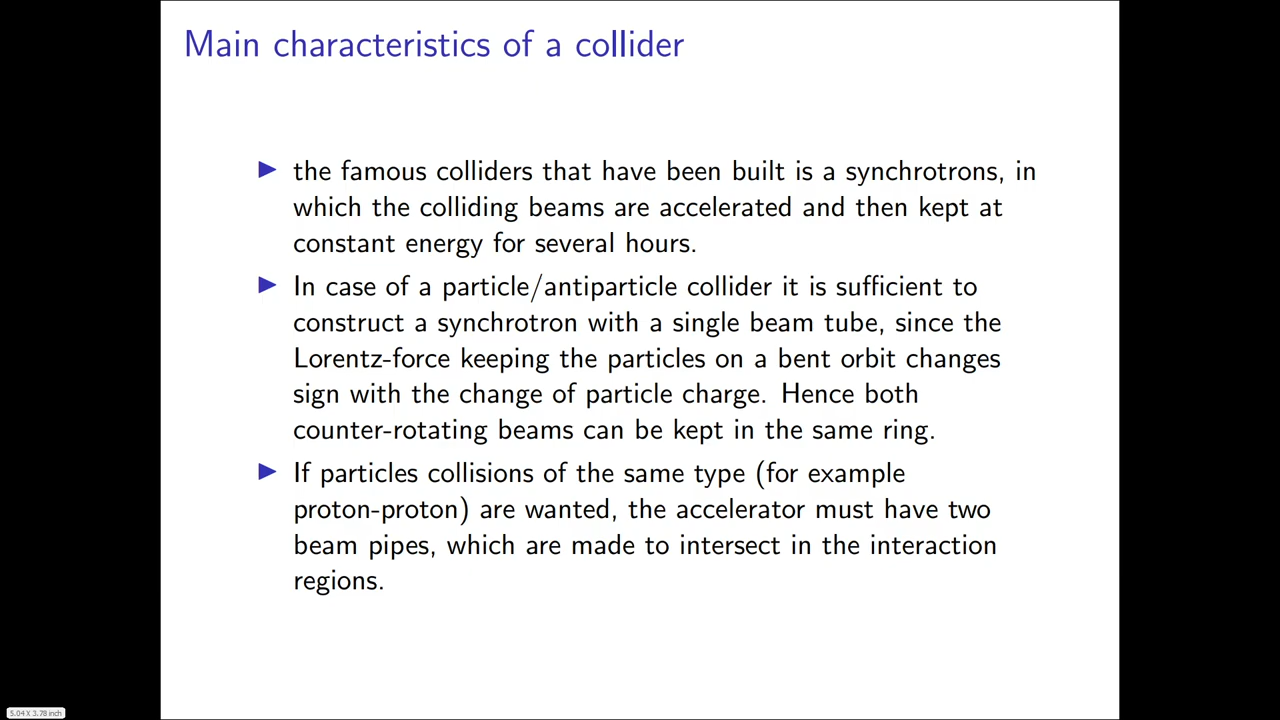 Main characteristics of a collider
the famous colliders that have been built is a synchrotrons, in
which the colliding beams are accelerated and then kept at
constant energy for several hours.
In case of a particle/antiparticle collider it is sufficient to
construct a synchrotron with a single beam tube, since the
Lorentz-force keeping the particles on a bent orbit changes
sign with the change of particle charge. Hence both
counter-rotating beams can be kept in the same ring.
If particles collisions of the same type (for example
proton-proton) are wanted, the accelerator must have two
beam pipes, which are made to intersect in the interaction
regions.
5.04 X 3.78 inch